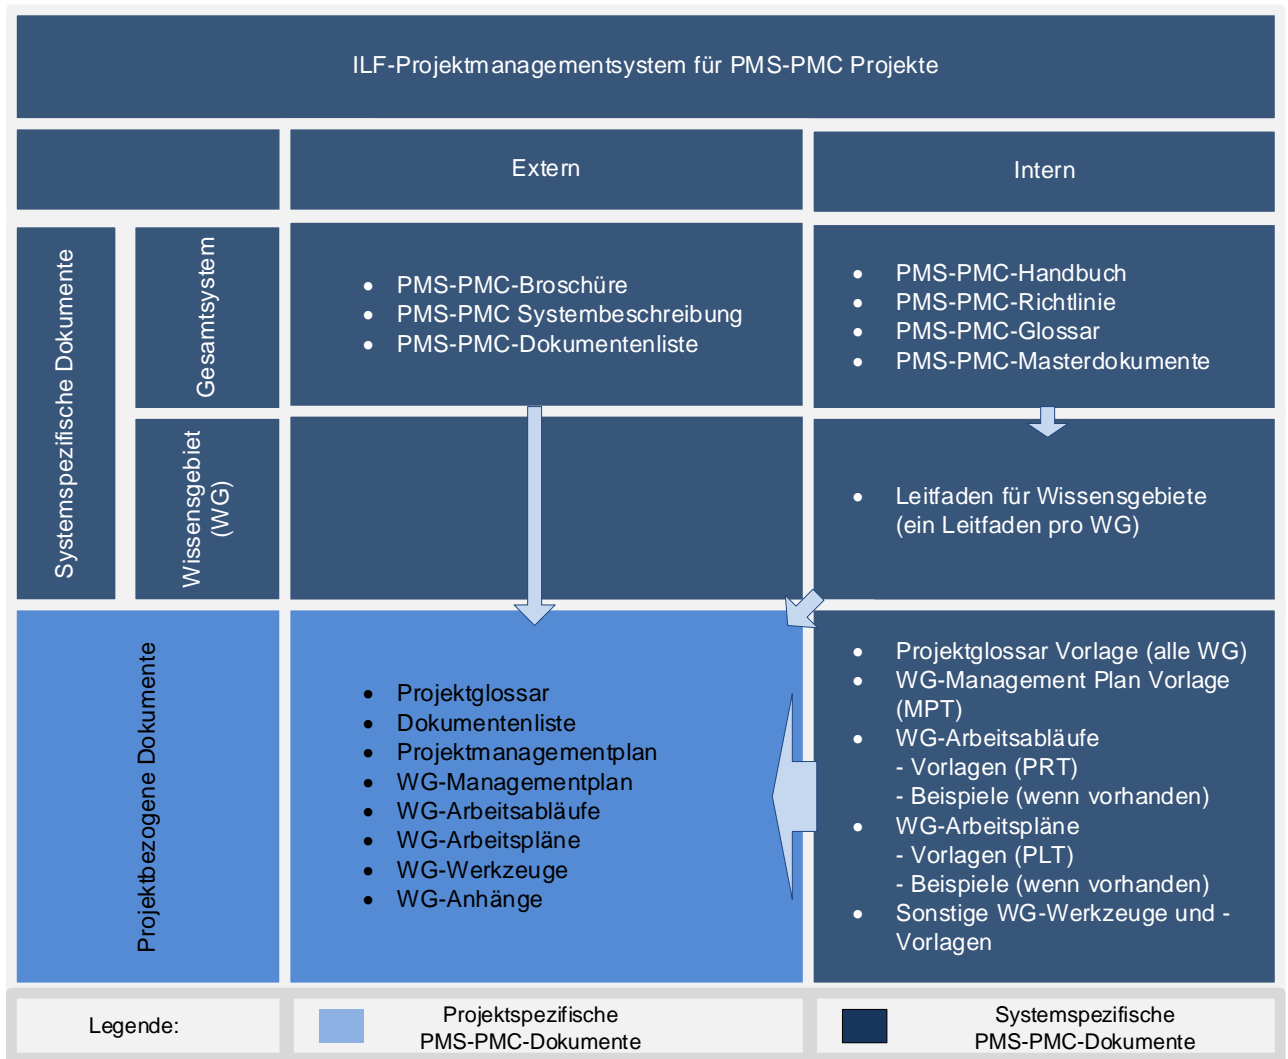 ILF-Projektmanagementsystem für PMS-PMC Projekte
Extern
Intern
Systemspezifische Dokumente
Gesamtsystem
• PMS-PMC-Broschüre
• PMS-PMC Systembeschreibung
• PMS-PMC-Dokumentenliste
• PMS-PMC-Handbuch
• PMS-PMC-Richtlinie
• PMS-PMC-Glossar
• PMS-PMC-Masterdokumente
Wissensgebiet
(WG)
• Leitfaden für Wissensgebiete
(ein Leitfaden pro WG)
Projektbezogene Dokumente
• Projektglossar
• Dokumentenliste
• Projektmanagementplan
• WG-Managementplan
• WG-Arbeitsabläufe
• WG-Arbeitspläne
• WG-Werkzeuge
• WG-Anhänge
• Projektglossar Vorlage (alle WG)
• WG-Management Plan Vorlage
(MPT)
• WG-Arbeitsabläufe
- Vorlagen (PRT)
- Beispiele (wenn vorhanden)
• WG-Arbeitspläne
- Vorlagen (PLT)
- Beispiele (wenn vorhanden)
• Sonstige WG-Werkzeuge und -
Vorlagen
Legende:
Projektspezifische
PMS-PMC-Dokumente
Systemspezifische
PMS-PMC-Dokumente